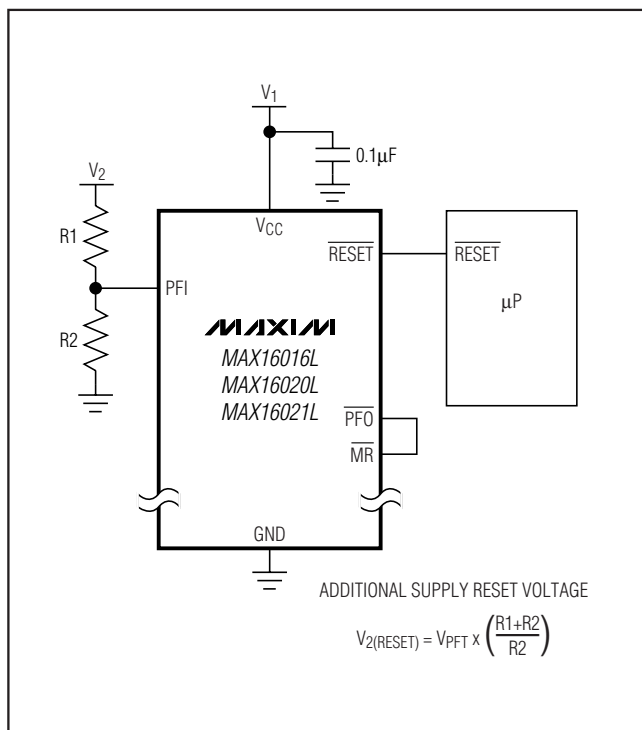 V1
0.1µF
V2
R1
R2
VCC
PFI
RESET
RESET
µP
MAXIM
MAX16016L
MAX16020L
MAX16021L
PFO
MR
GND
ADDITIONAL SUPPLY RESET VOLTAGE
V2(RESET) = VPFT x (R1+R2/R2)